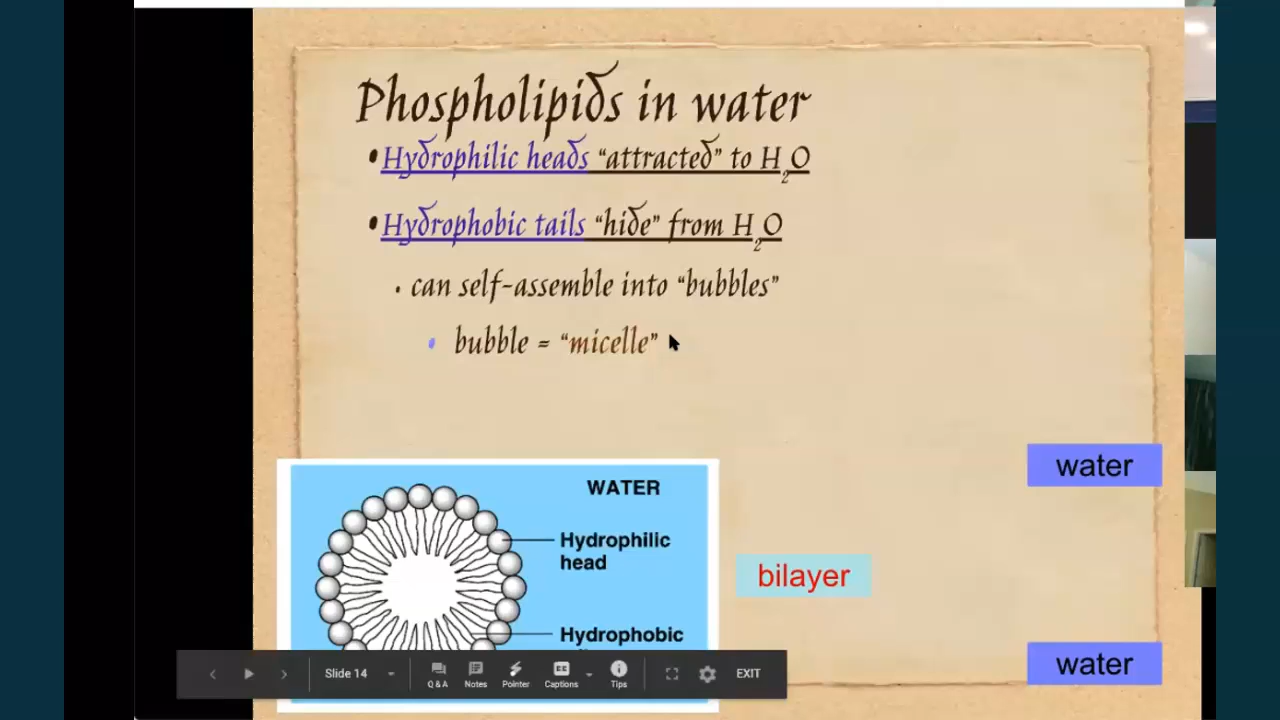 Phospholipids in water
•Hydrophilic heads “attracted” to H₂O
•Hydrophobic tails “hide” from H₂O
• can self-assemble into “bubbles”
• bubble = “micelle”
water
WATER
Hydrophilic
head
bilayer
Hydrophobic
water
Slide 14
Q & A
Notes
Pointer
Captions
Tips
EXIT